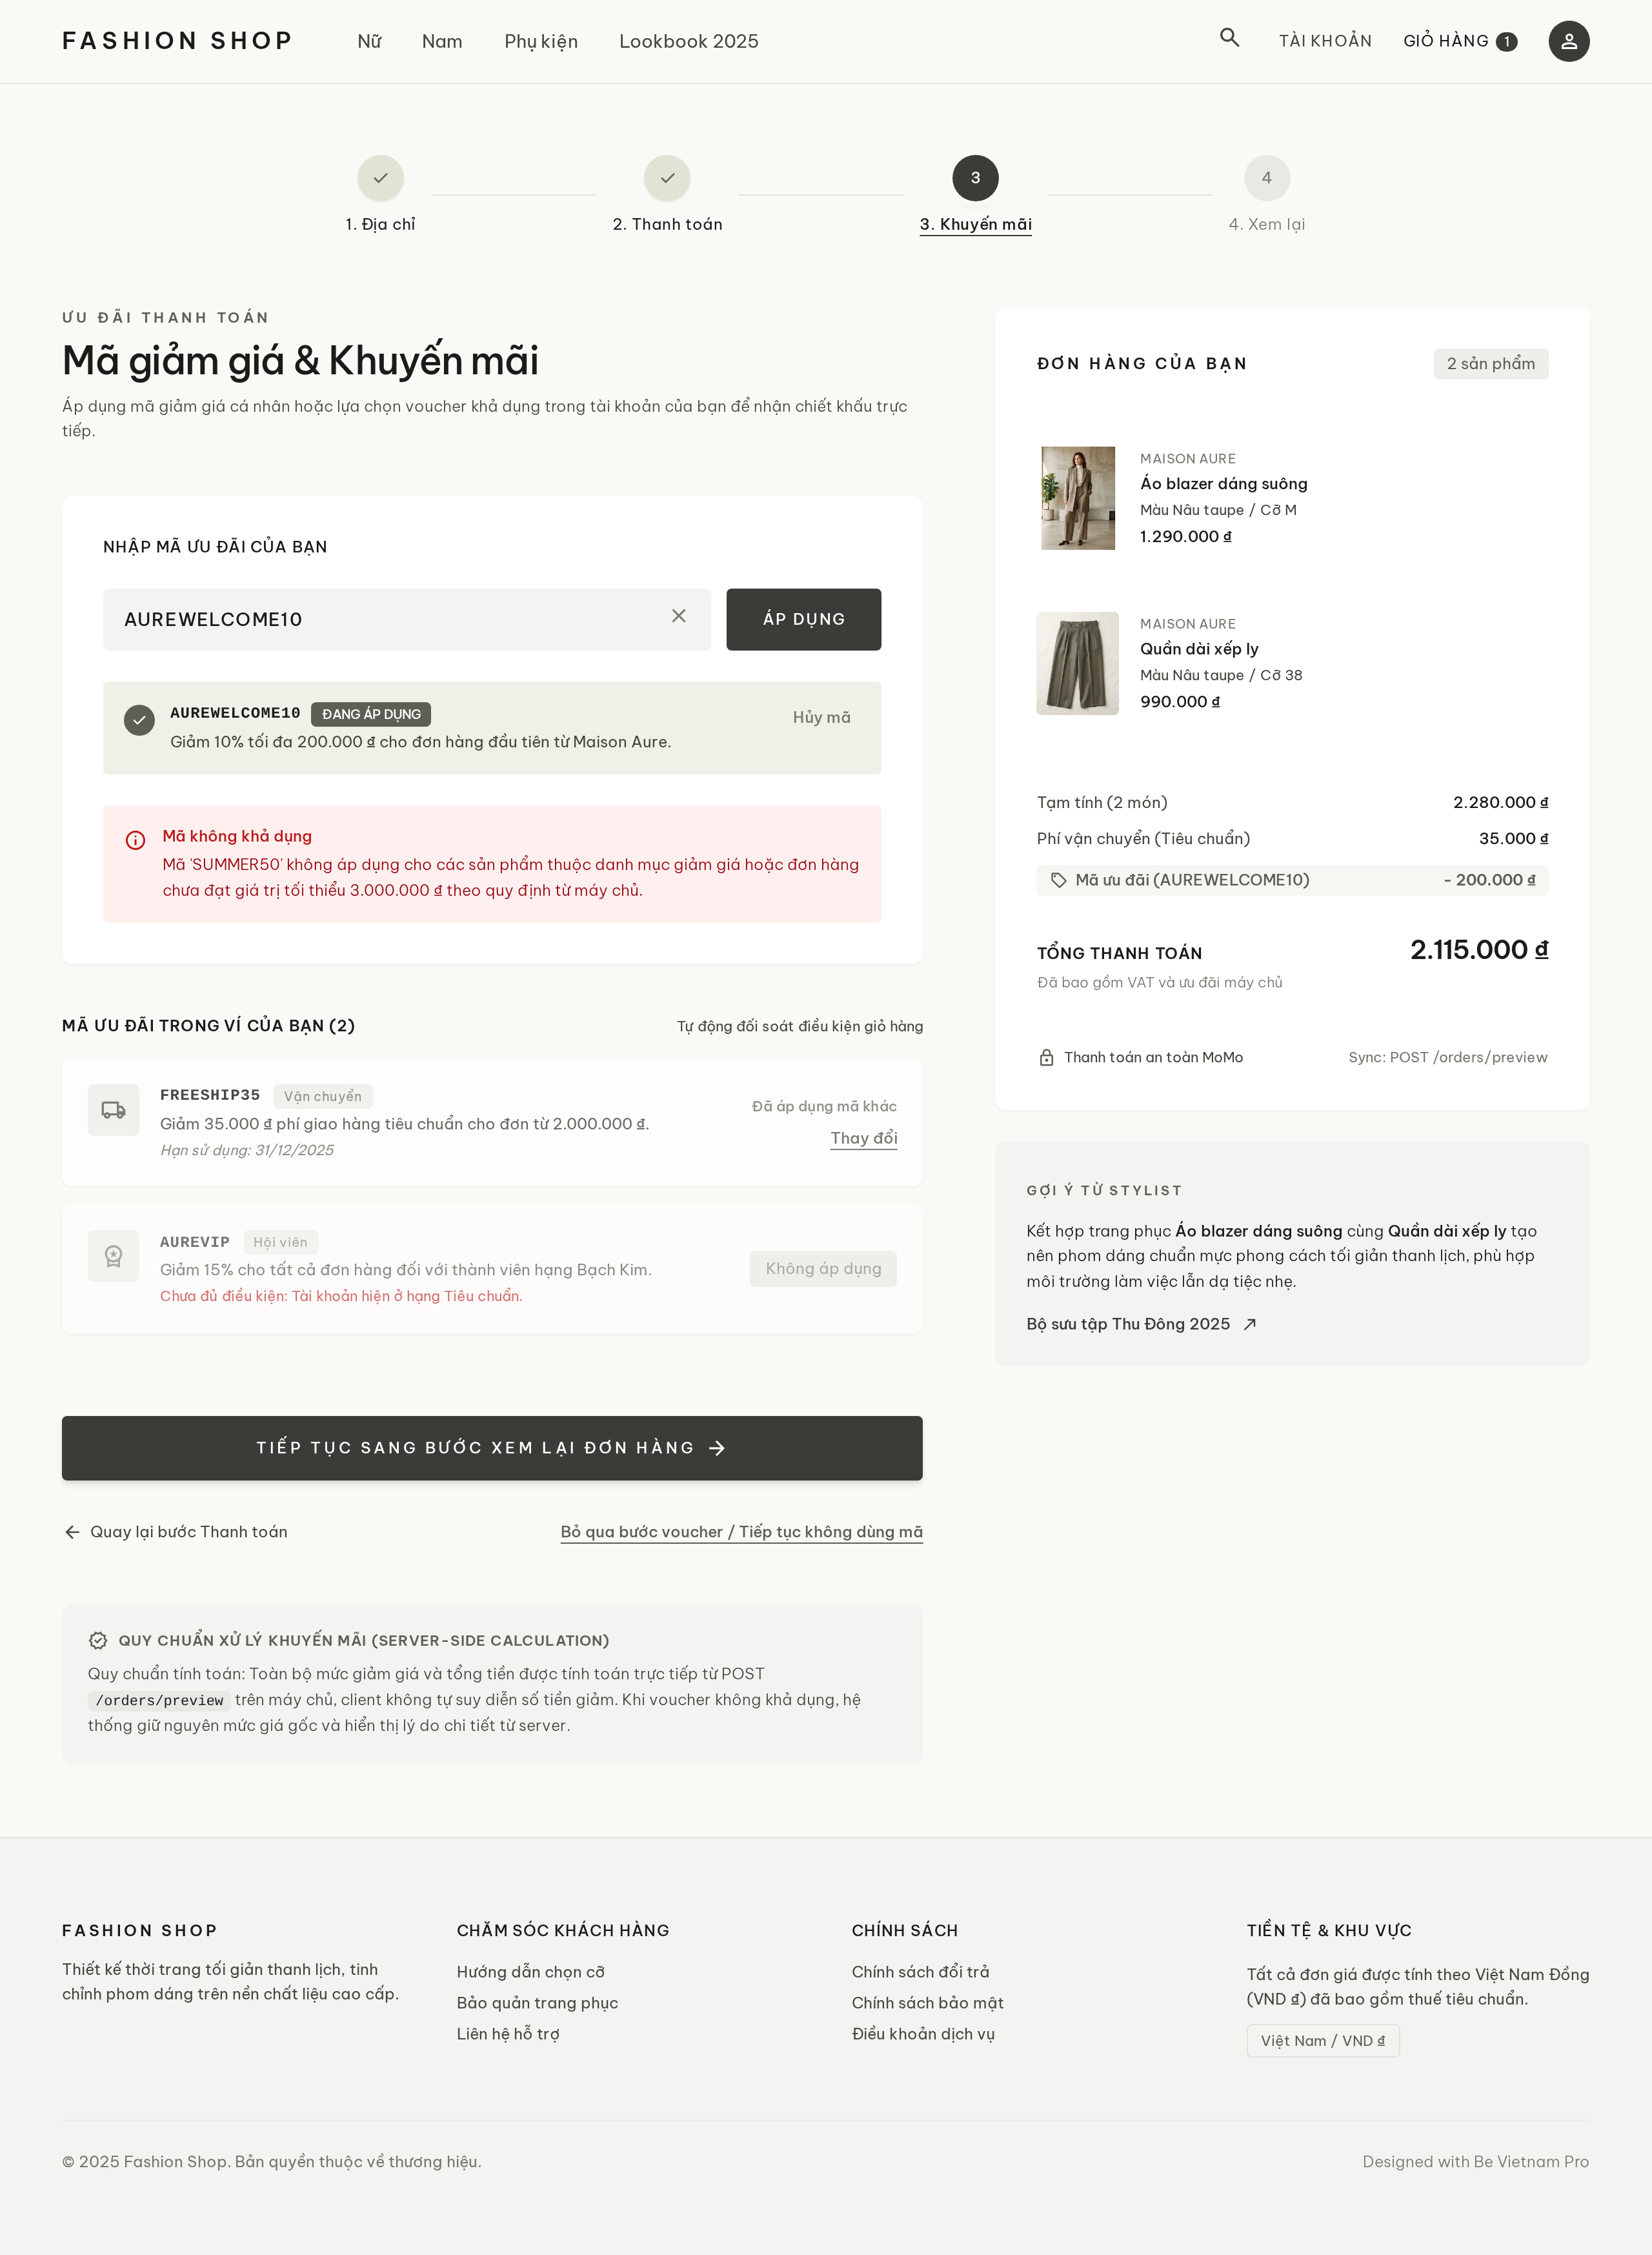 FASHION SHOP
Nữ
Nam
Phụ kiện
Lookbook 2025
TÀI KHOẢN
GIỎ HÀNG 1
1. Địa chỉ
2. Thanh toán
3
3. Khuyến mãi
4
4. Xem lại
ƯU ĐÃI THANH TOÁN
Mã giảm giá & Khuyến mãi
Áp dụng mã giảm giá cá nhân hoặc lựa chọn voucher khả dụng trong tài khoản của bạn để nhận chiết khấu trực
tiếp.
NHẬP MÃ ƯU ĐÃI CỦA BẠN
AUREWELCOME10
ÁP DỤNG
AUREWELCOME10 ĐANG ÁP DỤNG
Hủy mã
Giảm 10% tối đa 200.000 ₫ cho đơn hàng đầu tiên từ Maison Aure.
Mã không khả dụng
Mã 'SUMMER50' không áp dụng cho các sản phẩm thuộc danh mục giảm giá hoặc đơn hàng
chưa đạt giá trị tối thiểu 3.000.000 ₫ theo quy định từ máy chủ.
MÃ ƯU ĐÃI TRONG VÍ CỦA BẠN (2)
Tự động đối soát điều kiện giỏ hàng
FREESHIP35 Vận chuyển
Giảm 35.000 ₫ phí giao hàng tiêu chuẩn cho đơn từ 2.000.000 ₫.
Hạn sử dụng: 31/12/2025
Đã áp dụng mã khác
Thay đổi
AUREVIP Hội viên
Giảm 15% cho tất cả đơn hàng đối với thành viên hạng Bạch Kim.
Chưa đủ điều kiện: Tài khoản hiện ở hạng Tiêu chuẩn.
Không áp dụng
TIẾP TỤC SANG BƯỚC XEM LẠI ĐƠN HÀNG
Quay lại bước Thanh toán
Bỏ qua bước voucher / Tiếp tục không dùng mã
QUY CHUẨN XỬ LÝ KHUYẾN MÃI (SERVER-SIDE CALCULATION)
Quy chuẩn tính toán: Toàn bộ mức giảm giá và tổng tiền được tính toán trực tiếp từ POST
/orders/preview trên máy chủ, client không tự suy diễn số tiền giảm. Khi voucher không khả dụng, hệ
thống giữ nguyên mức giá gốc và hiển thị lý do chi tiết từ server.
ĐƠN HÀNG CỦA BẠN
2 sản phẩm
MAISON AURE
Áo blazer dáng suông
Màu Nâu taupe / Cỡ M
1.290.000 ₫
MAISON AURE
Quần dài xếp ly
Màu Nâu taupe / Cỡ 38
990.000 ₫
Tạm tính (2 món)
2.280.000 ₫
Phí vận chuyển (Tiêu chuẩn)
35.000 ₫
Mã ưu đãi (AUREWELCOME10)
- 200.000 ₫
TỔNG THANH TOÁN
2.115.000 ₫
Đã bao gồm VAT và ưu đãi máy chủ
Thanh toán an toàn MoMo
Sync: POST /orders/preview
GỢI Ý TỪ STYLIST
Kết hợp trang phục Áo blazer dáng suông cùng Quần dài xếp ly tạo
nên phom dáng chuẩn mực phong cách tối giản thanh lịch, phù hợp
môi trường làm việc lẫn dạ tiệc nhẹ.
Bộ sưu tập Thu Đông 2025
FASHION SHOP
Thiết kế thời trang tối giản thanh lịch, tinh
chỉnh phom dáng trên nền chất liệu cao cấp.
CHĂM SÓC KHÁCH HÀNG
Hướng dẫn chọn cỡ
Bảo quản trang phục
Liên hệ hỗ trợ
CHÍNH SÁCH
Chính sách đổi trả
Chính sách bảo mật
Điều khoản dịch vụ
TIỀN TỆ & KHU VỰC
Tất cả đơn giá được tính theo Việt Nam Đồng
(VND ₫) đã bao gồm thuế tiêu chuẩn.
Việt Nam / VND ₫
© 2025 Fashion Shop. Bản quyền thuộc về thương hiệu.
Designed with Be Vietnam Pro